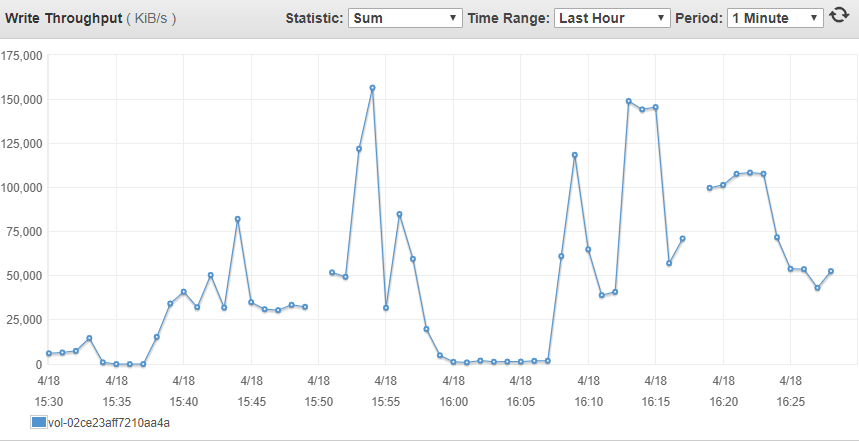 Write Throughput ( KiB/s ) Statistic: Sum Time Range: Last Hour Period: 1 Minute
175,000
150,000
125,000
100,000
75,000
50,000
25,000
0
4/18 4/18 4/18 4/18 4/18 4/18 4/18 4/18 4/18 4/18 4/18 4/18
15:30 15:35 15:40 15:45 15:50 15:55 16:00 16:05 16:10 16:15 16:20 16:25
vol-02ce23aff7210aa4a